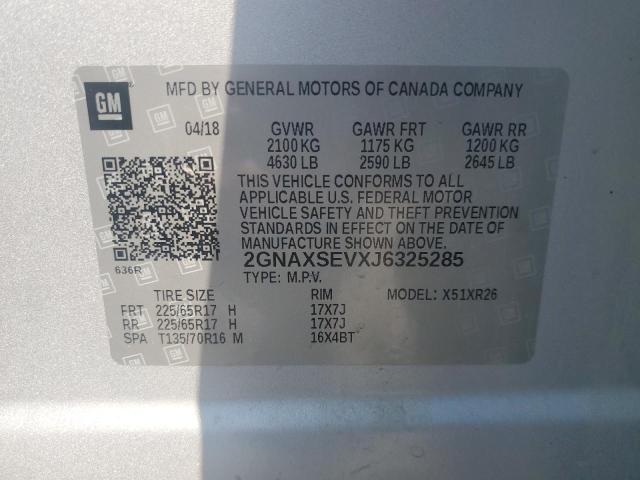 GM
MFD BY GENERAL MOTORS OF CANADA COMPANY
04/18 GVWR GAWR FRT GAWR RR
2100 KG 1175 KG 1200 KG
4630 LB 2590 LB 2645 LB
THIS VEHICLE CONFORMS TO ALL
APPLICABLE U.S. FEDERAL MOTOR
VEHICLE SAFETY AND THEFT PREVENTION
STANDARDS IN EFFECT ON THE DATE OF
MANUFACTURE SHOWN ABOVE.
636R 2GNAXSEVXJ6325285
TYPE: M.P.V.
TIRE SIZE RIM MODEL: X51XR26
FRT 225/65R17 H 17X7J
RR 225/65R17 H 17X7J
SPA T135/70R16 M 16X4BT